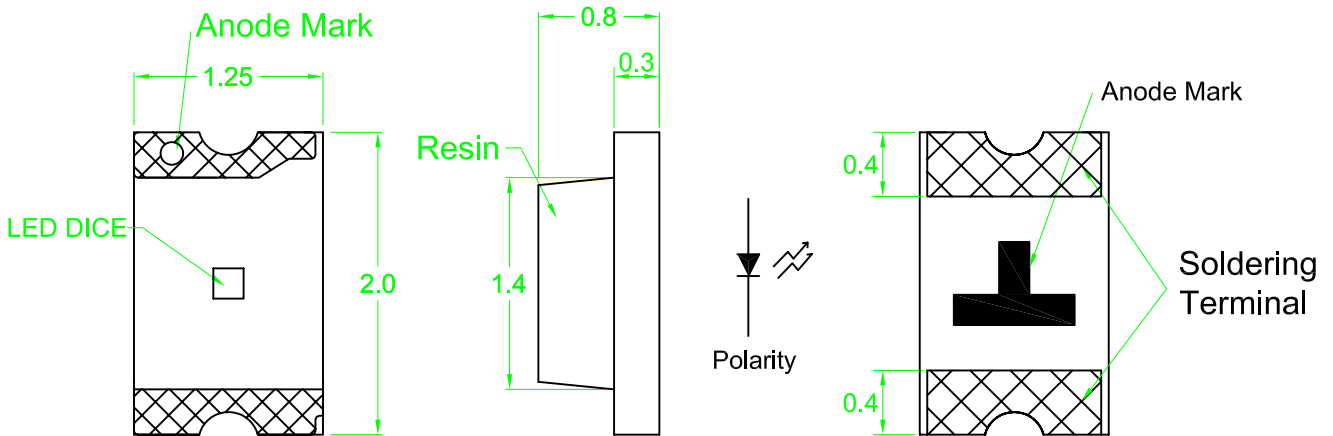 Anode Mark
1.25
LED DICE
2.0
0.8
0.3
Resin
1.4
Polarity
Anode Mark
0.4
Soldering
Terminal
0.4